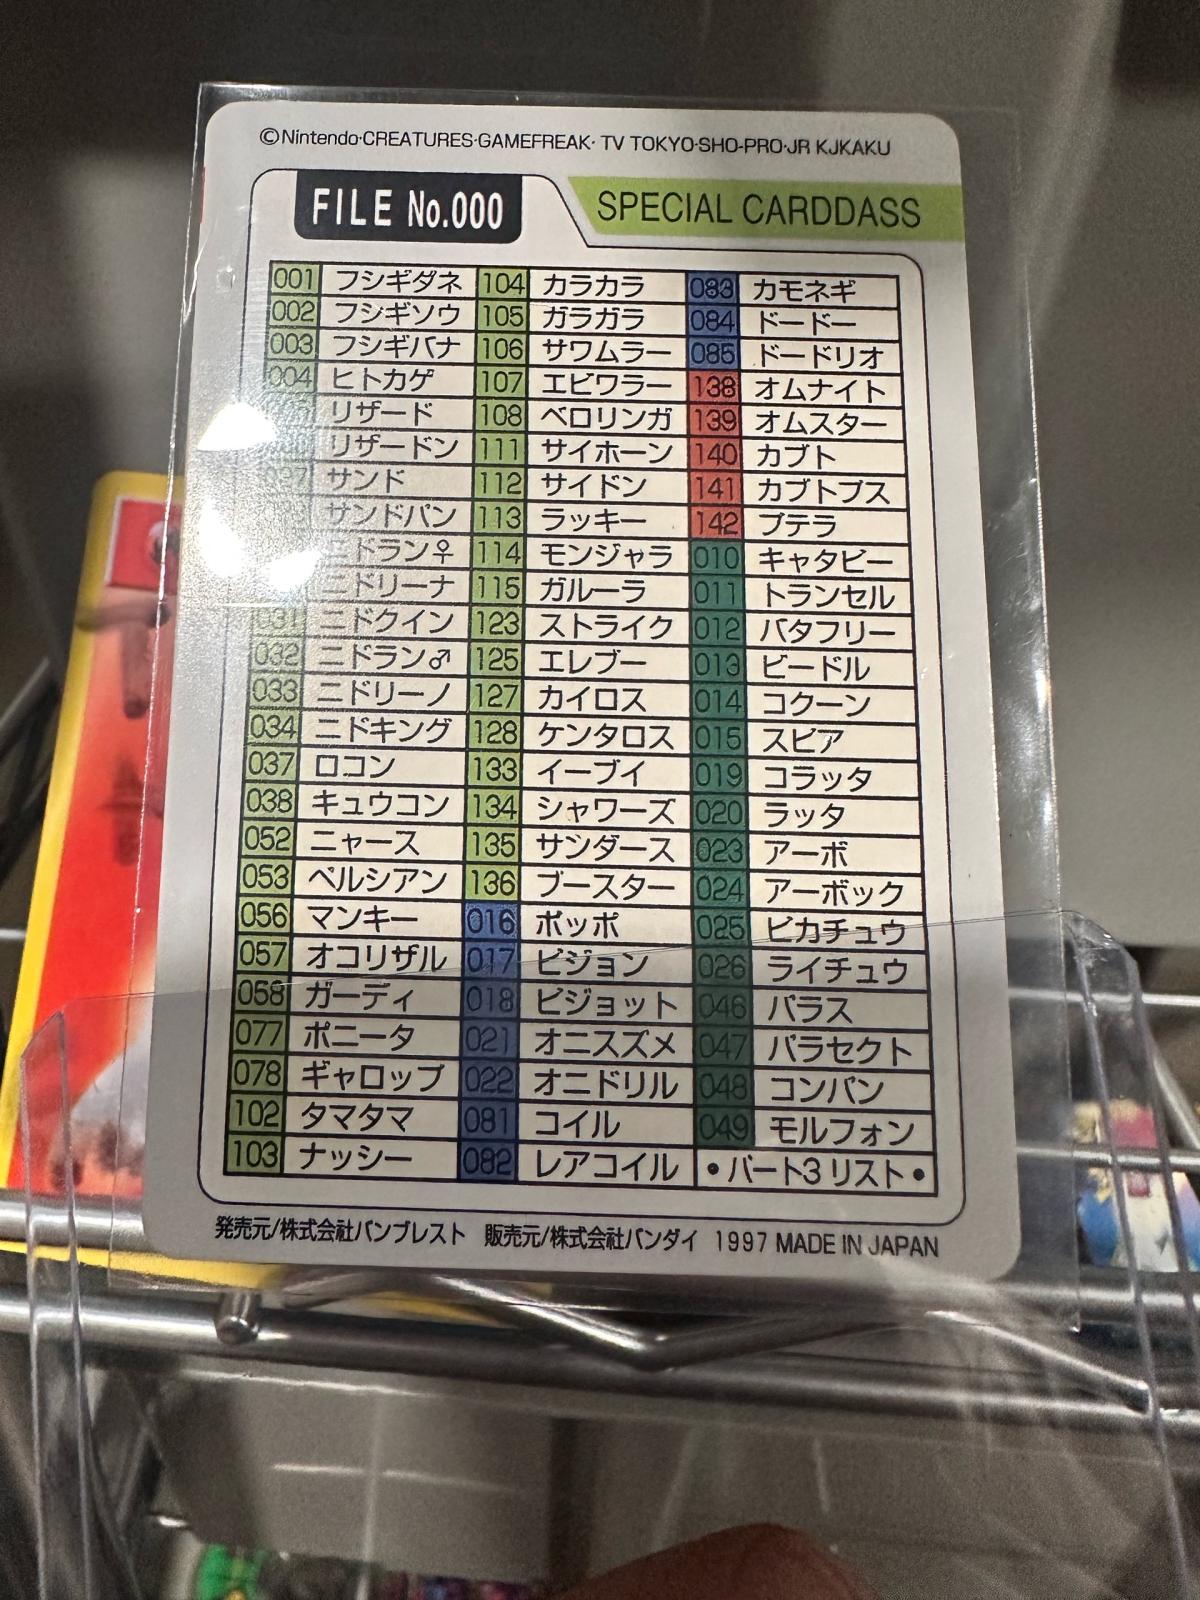 ©Nintendo·CREATURES·GAMEFREAK· TV TOKYO·SHO-PRO·JR KIKAKU
FILE No.000 SPECIAL CARDDASS
001 フシギダネ 104 カラカラ 083 カモネギ
002 フシギソウ 105 ガラガラ 084 ドードー
003 フシギバナ 106 サワムラー 085 ドードリオ
004 ヒトカゲ 107 エビワラー 138 オムナイト
リザード 108 ベロリンガ 139 オムスター
リザードン 111 サイホーン 140 カブト
027 サンド 112 サイドン 141 カブトプス
サンドパン 113 ラッキー 142 プテラ
ニドラン♀ 114 モンジャラ 010 キャタピー
ニドリーナ 115 ガルーラ 011 トランセル
031 ニドクイン 123 ストライク 012 バタフリー
032 ニドラン♂ 125 エレブー 013 ビードル
033 ニドリーノ 127 カイロス 014 コクーン
034 ニドキング 128 ケンタロス 015 スピアー
037 ロコン 133 イーブイ 019 コラッタ
038 キュウコン 134 シャワーズ 020 ラッタ
052 ニャース 135 サンダース 023 アーボ
053 ペルシアン 136 ブースター 024 アーボック
056 マンキー 016 ポッポ 025 ピカチュウ
057 オコリザル 017 ピジョン 026 ライチュウ
058 ガーディ 018 ピジョット 046 パラス
077 ポニータ 021 オニスズメ 047 パラセクト
078 ギャロップ 022 オニドリル 048 コンパン
102 タマタマ 081 コイル 049 モルフォン
103 ナッシー 082 レアコイル •パート3リスト•
発売元/株式会社バンプレスト 販売元/株式会社バンダイ 1997 MADE IN JAPAN